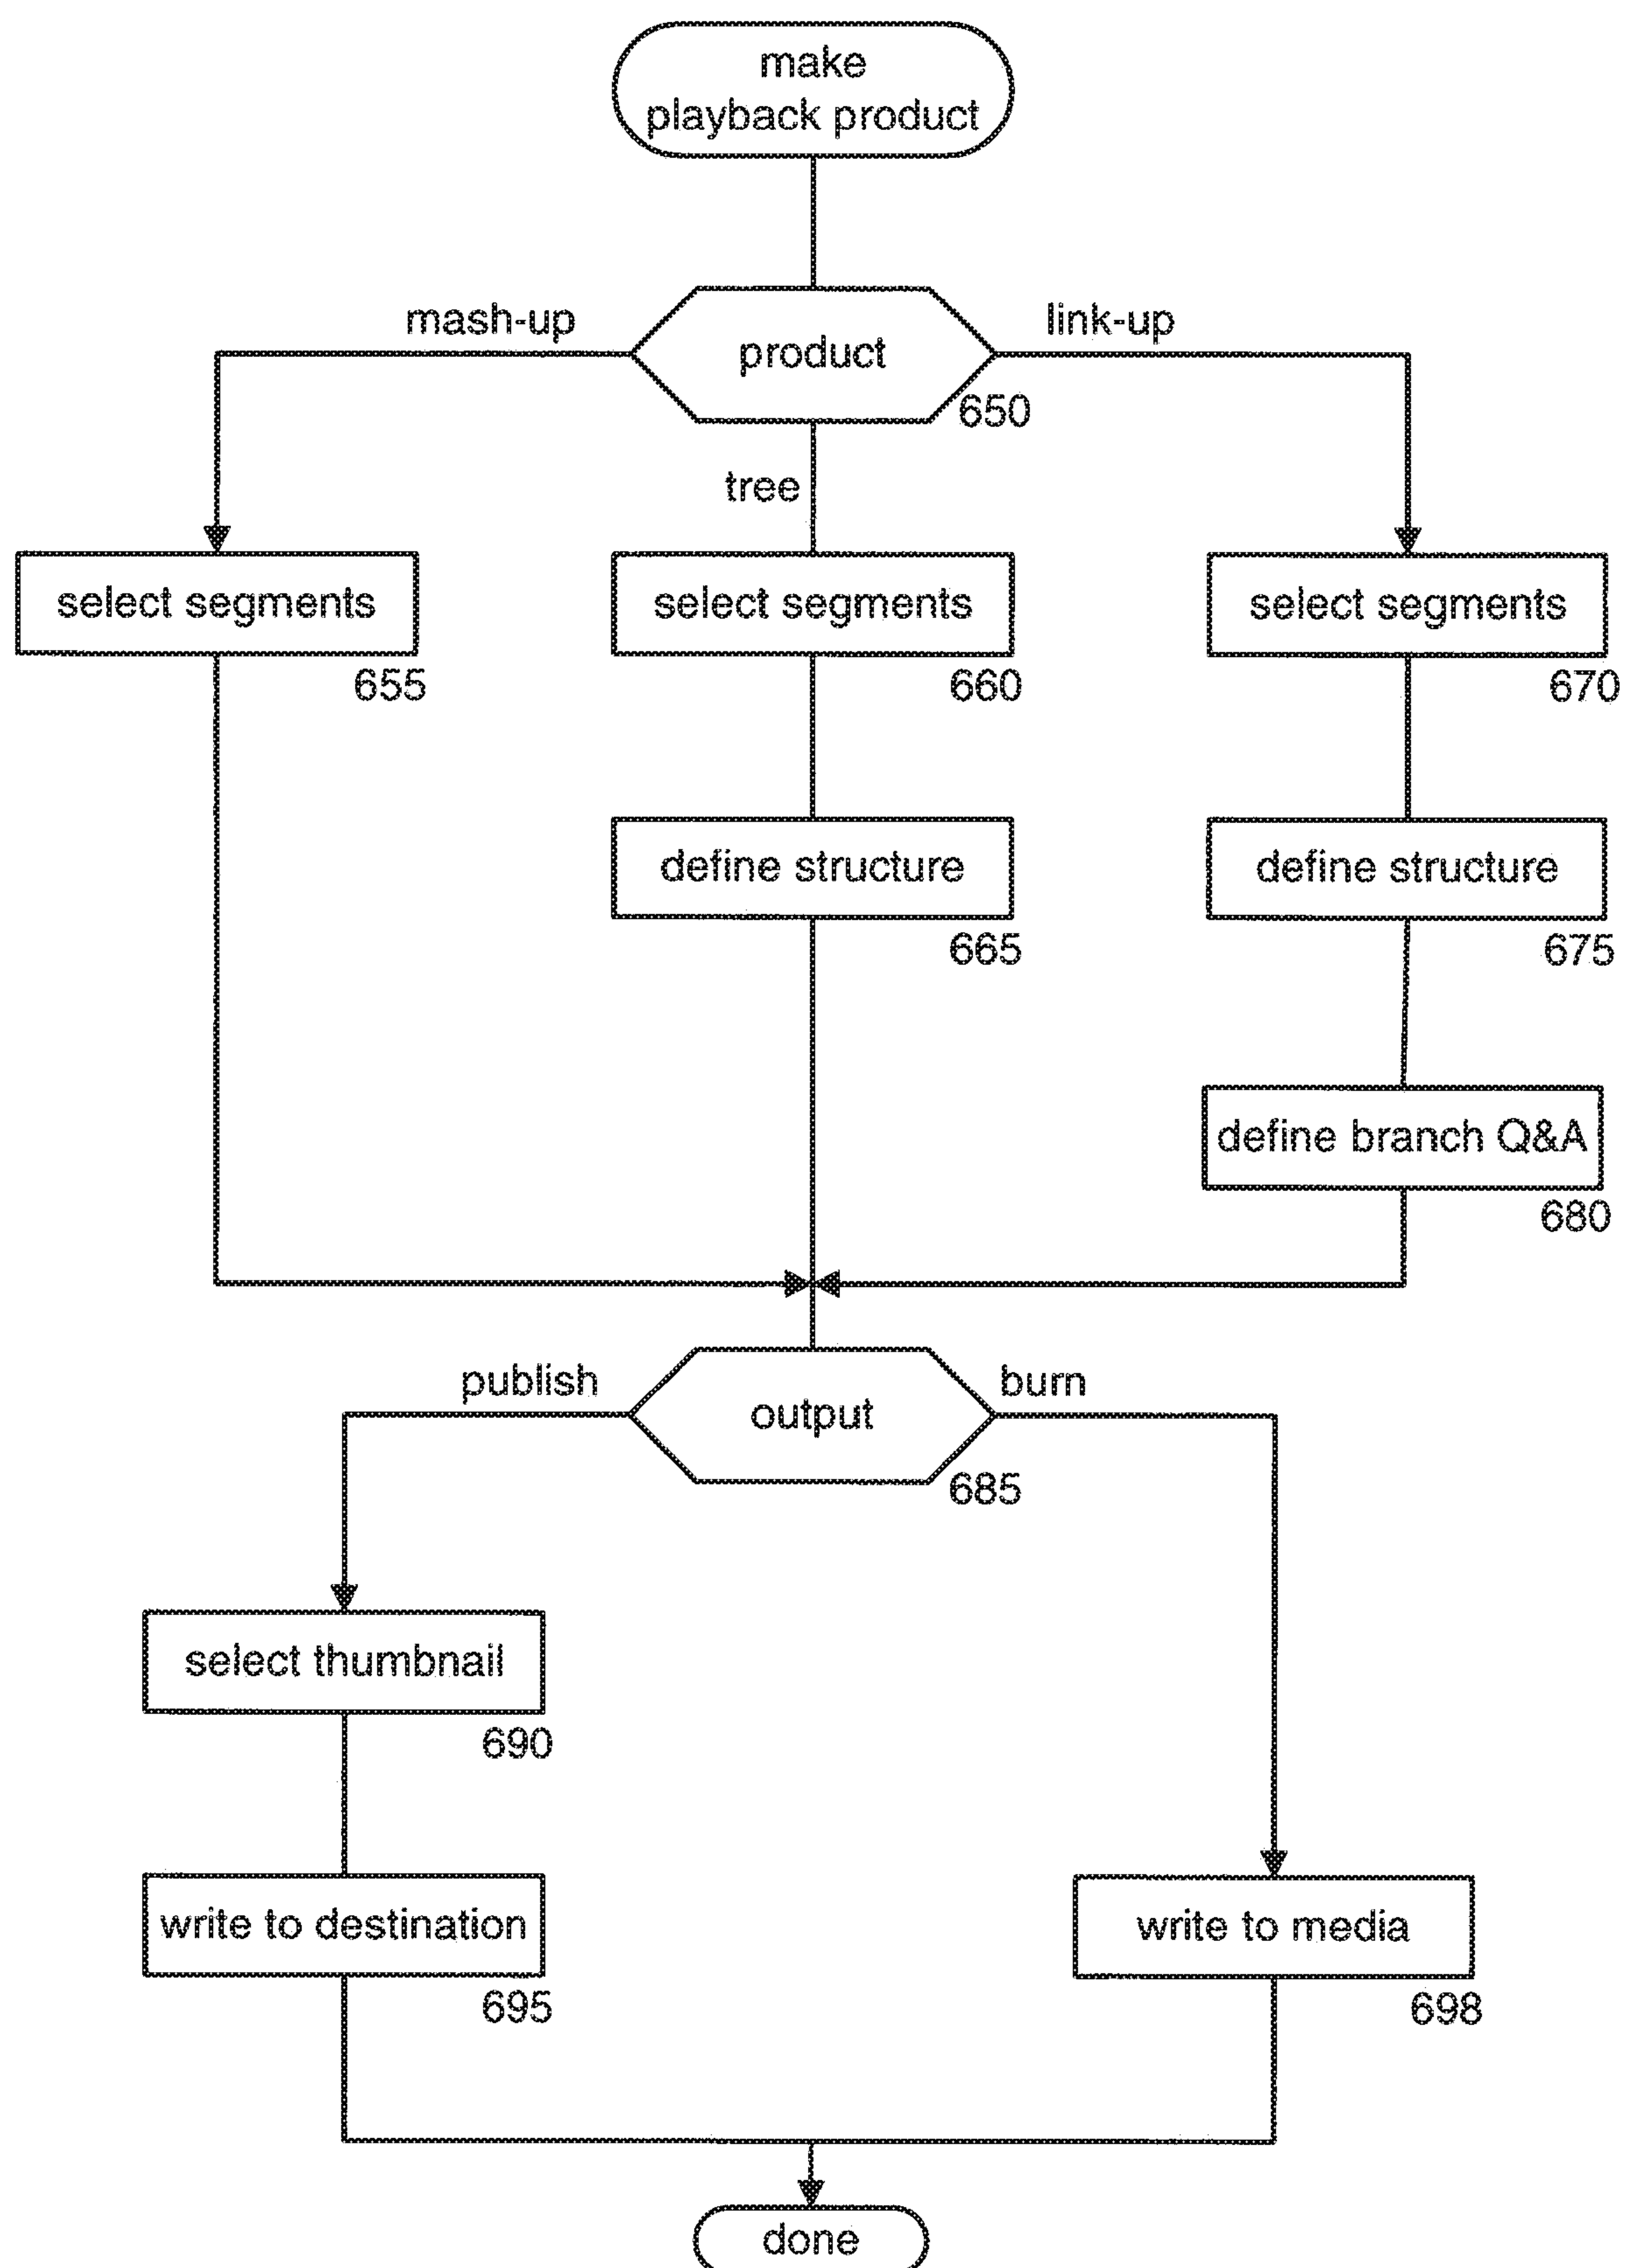 make
playback product
mash-up
link-up
product
650
tree
select segments
select segments
select segments
655
660
670
define structure
define structure
665
675
define branch Q&A
680
publish
burn
output
685
select thumbnail
690
write to destination
write to media
695
698
done